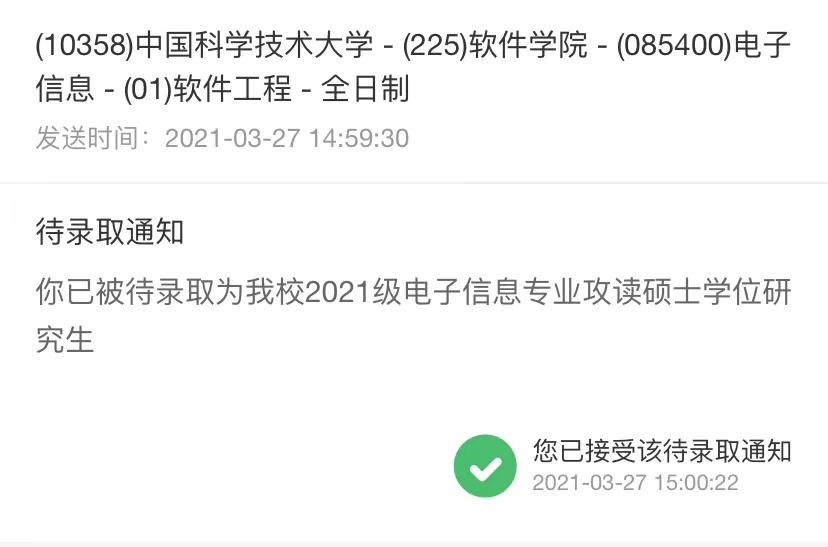 (10358)中国科学技术大学 - (225)软件学院 - (085400)电子
信息 - (01)软件工程 - 全日制
发送时间：2021-03-27 14:59:30
待录取通知
你已被待录取为我校2021级电子信息专业攻读硕士学位研
究生
您已接受该待录取通知
2021-03-27 15:00:22